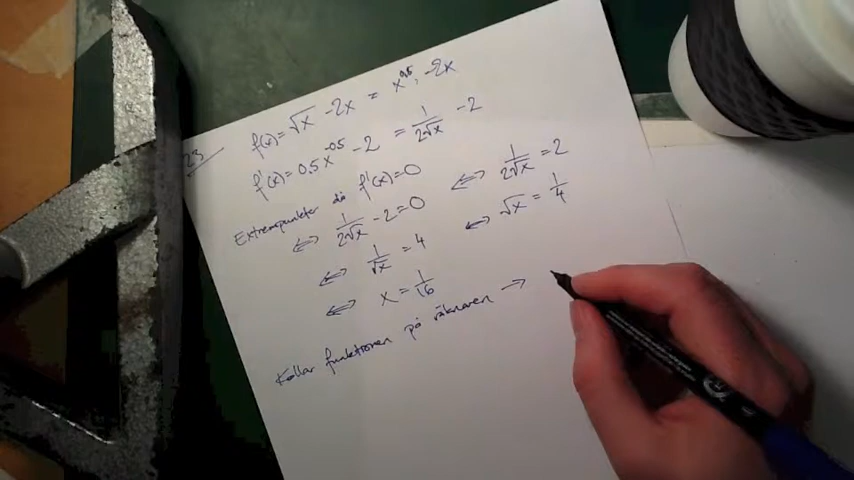 23
f(x) = √x - 2x = x^0.5 - 2x
f'(x) = 0.5x^-0.5 - 2 = 1/(2√x) - 2
Extrempunkter då f'(x) = 0
⇔ 1/(2√x) - 2 = 0 ⇔ 1/(2√x) = 2
⇔ 1/√x = 4 ⇔ √x = 1/4
⇔ x = 1/16
Kollar funktionen på räknaren →